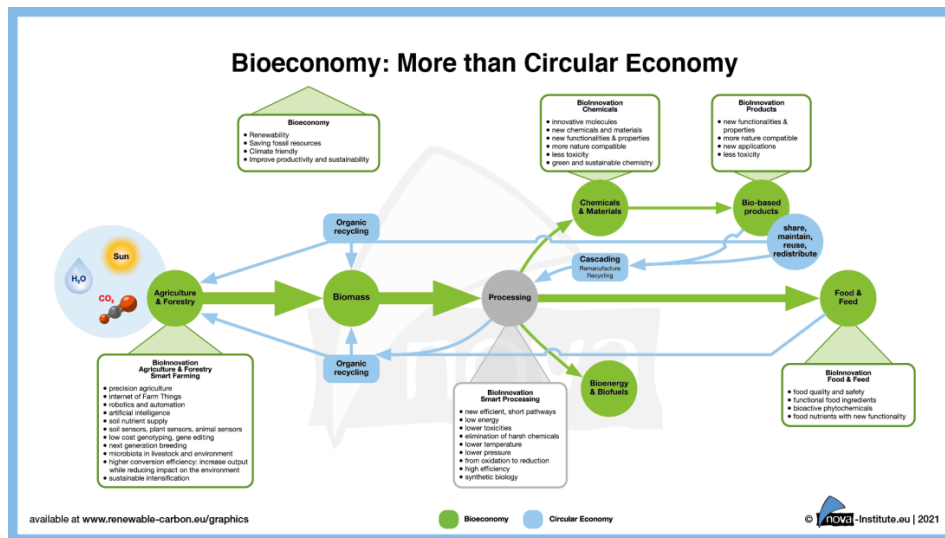 Bioeconomy: More than Circular Economy
Bioeconomy
• Renewability
• Saving fossil resources
• Climate friendly
• Improve productivity and sustainability
BioInnovation
Chemicals
• innovative molecules
• new chemicals and materials
• new functionalities & properties
• more nature compatible
• less toxicity
• green and sustainable chemistry
BioInnovation
Products
• new functionalities &
properties
• more nature compatible
• new applications
• less toxicity
Chemicals
& Materials
Bio-based
products
share,
maintain,
reuse,
redistribute
Organic
recycling
Cascading
Remanufacture
Recycling
Sun
H₂O
CO₂
Agriculture
& Forestry
Biomass
Processing
Food &
Feed
Organic
recycling
Bioenergy
& Biofuels
BioInnovation
Agriculture & Forestry
Smart Farming
• precision agriculture
• internet of Farm Things
• robotics and automation
• artificial intelligence
• soil nutrient supply
• soil sensors, plant sensors, animal sensors
• low cost genotyping, gene editing
• next generation breeding
• microbiota in livestock and environment
• higher conversion efficiency: increase output
while reducing impact on the environment
• sustainable intensification
BioInnovation
Smart Processing
• new efficient, short pathways
• low energy
• lower toxicities
• elimination of harsh chemicals
• lower temperature
• lower pressure
• from oxidation to reduction
• high efficiency
• synthetic biology
BioInnovation
Food & Feed
• food quality and safety
• functional food ingredients
• bioactive phytochemicals
• food nutrients with new functionality
nova
available at www.renewable-carbon.eu/graphics
Bioeconomy
Circular Economy
© nova-Institute.eu | 2021